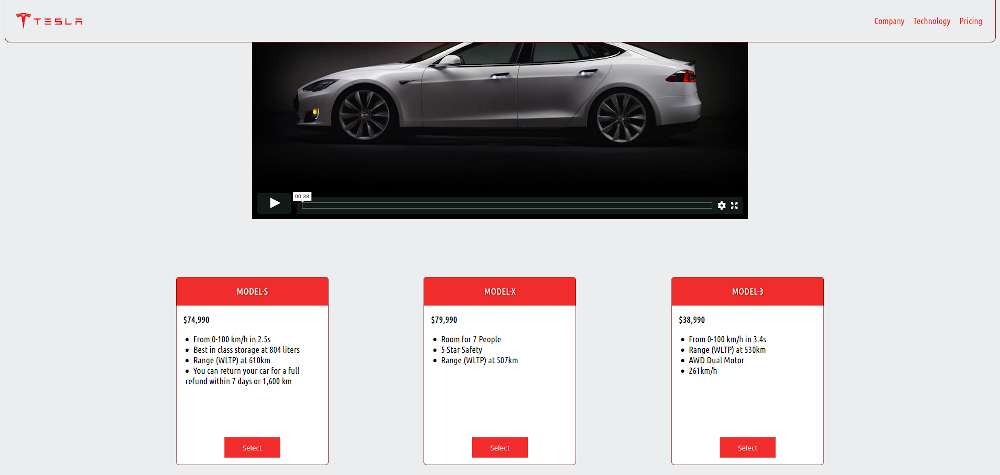 TESLA
Company Technology Pricing
00:38
MODEL-S
$74,990
From 0-100 km/h in 2.5s
Best in class storage at 804 liters
Range (WLTP) at 610km
You can return your car for a full
refund within 7 days or 1,600 km
Select
MODEL-X
$79,990
Room for 7 People
5-Star Safety
Range (WLTP) at 507km
Select
MODEL-3
$38,990
From 0-100 km/h in 3.4s
Range (WLTP) at 530km
AWD Dual Motor
261km/h
Select